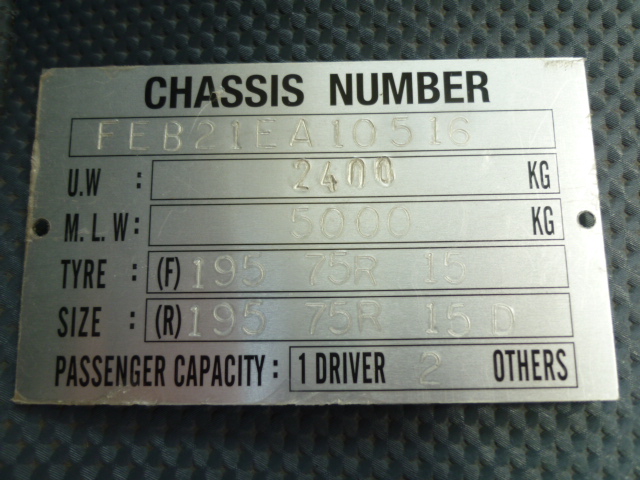 CHASSIS NUMBER
FEB21EA10516
U.W : 2400 KG
M.L.W: 5000 KG
TYRE : (F) 195 75R 15
SIZE : (R) 195 75R 15 D
PASSENGER CAPACITY: 1 DRIVER 2 OTHERS